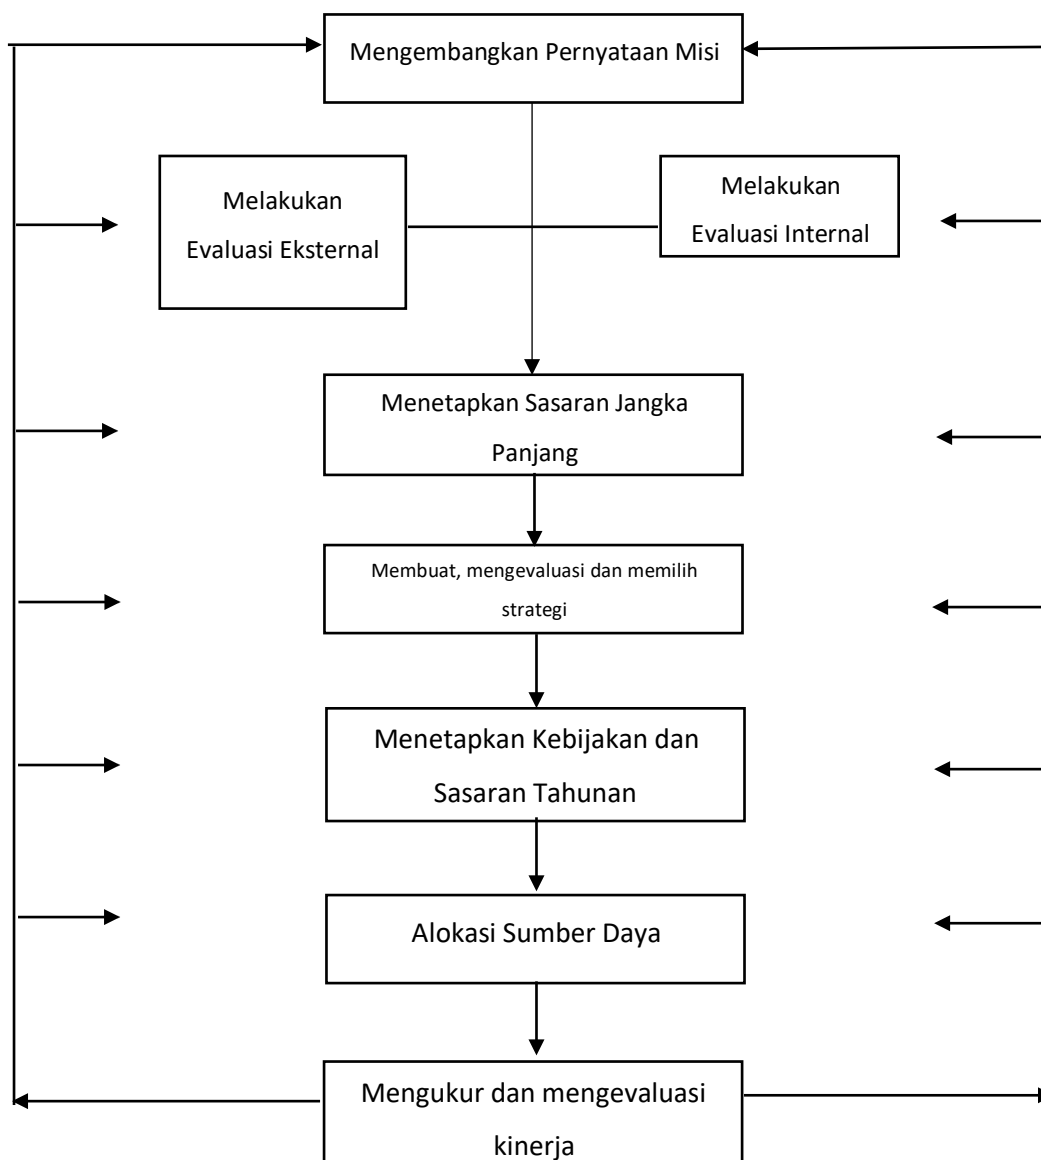 Mengembangkan Pernyataan Misi
Melakukan
Evaluasi Eksternal
Melakukan
Evaluasi Internal
Menetapkan Sasaran Jangka
Panjang
Membuat, mengevaluasi dan memilih
strategi
Menetapkan Kebijakan dan
Sasaran Tahunan
Alokasi Sumber Daya
Mengukur dan mengevaluasi
kinerja